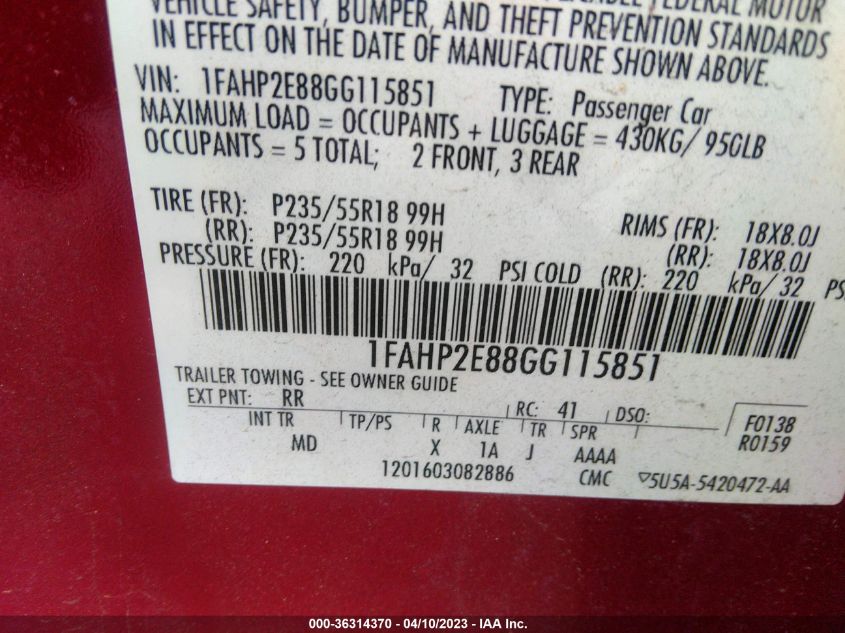 VEHICLE SAFETY, BUMPER, AND THEFT PREVENTION STANDARDS
IN EFFECT ON THE DATE OF MANUFACTURE SHOWN ABOVE.
VIN: 1FAHP2E88GG115851 TYPE: Passenger Car
MAXIMUM LOAD = OCCUPANTS + LUGGAGE = 430KG/ 950LB
OCCUPANTS = 5 TOTAL; 2 FRONT, 3 REAR
TIRE (FR): P235/55R18 99H RIMS (FR): 18X8.0J
(RR): P235/55R18 99H (RR): 18X8.0J
PRESSURE (FR): 220 kPa/ 32 PSI COLD (RR): 220 kPa/ 32 PS
1FAHP2E88GG115851
TRAILER TOWING - SEE OWNER GUIDE
EXT PNT: RR RC: 41 DSO: F0138
INT TR TP/PS R AXLE TR SPR R0159
MD X 1A J AAAA
1201603082886 CMC ▽5U5A-5420472-AA
000-36314370 - 04/10/2023 - IAA Inc.